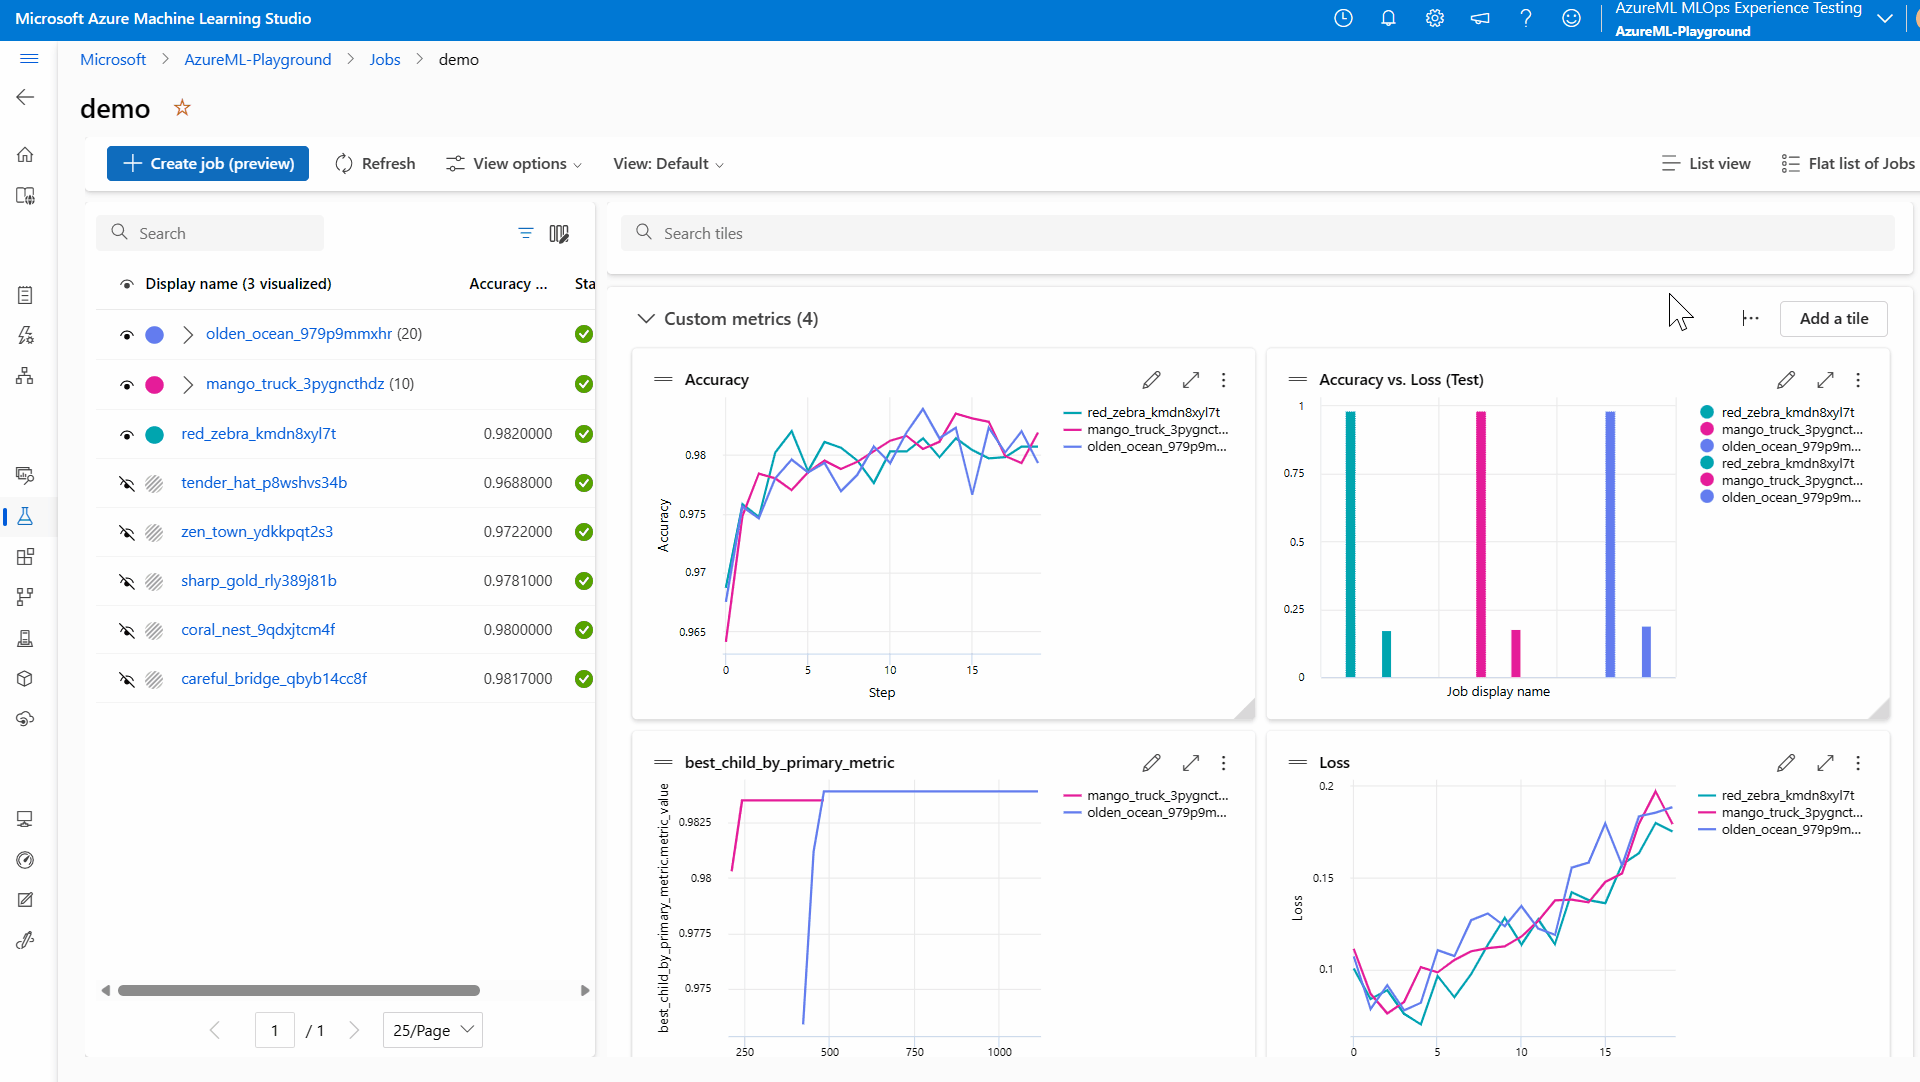 Microsoft Azure Machine Learning Studio
AzureML MLOps Experience Testing
AzureML-Playground
Microsoft > AzureML-Playground > Jobs > demo
demo
Create job (preview)
Refresh
View options
View: Default
List view
Flat list of Jobs
Search
Display name (3 visualized)
Accuracy ...
Sta
olden_ocean_979p9mmxhr (20)
mango_truck_3pygncthdz (10)
red_zebra_kmdn8xyl7t 0.9820000
tender_hat_p8wshvs34b 0.9688000
zen_town_ydkkpqt2s3 0.9722000
sharp_gold_rly389j81b 0.9781000
coral_nest_9qdxjtcm4f 0.9800000
careful_bridge_qbyb14cc8f 0.9817000
1 / 1
25/Page
Search tiles
Custom metrics (4)
Add a tile
Accuracy
Accuracy
0.98
0.975
0.97
0.965
0 5 10 15
Step
red_zebra_kmdn8xyl7t
mango_truck_3pygnct...
olden_ocean_979p9m...
Accuracy vs. Loss (Test)
1
0.75
0.5
0.25
0
Job display name
red_zebra_kmdn8xyl7t
mango_truck_3pygnct...
olden_ocean_979p9m...
red_zebra_kmdn8xyl7t
mango_truck_3pygnct...
olden_ocean_979p9m...
best_child_by_primary_metric
best_child_by_primary_metric.metric_value
0.9825
0.98
0.9775
0.975
250 500 750 1000
mango_truck_3pygnct...
olden_ocean_979p9m...
Loss
Loss
0.2
0.15
0.1
0 5 10 15
red_zebra_kmdn8xyl7t
mango_truck_3pygnct...
olden_ocean_979p9m...